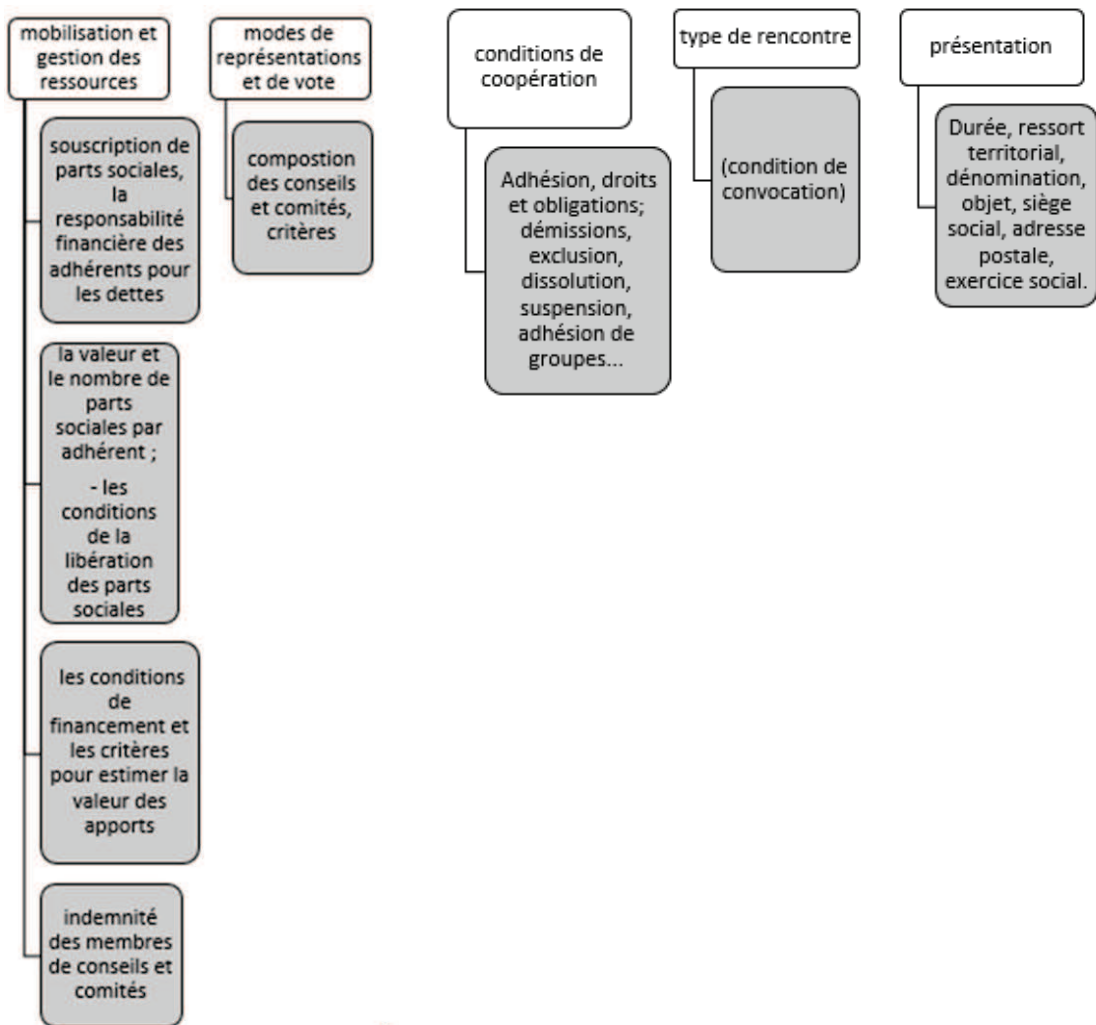 mobilisation et
gestion des
ressources
souscription de
parts sociales,
la
responsabilité
financière des
adhérents pour
les dettes
la valeur et
le nombre de
parts
sociales par
adhérent ;
- les
conditions
de la
libération
des parts
sociales
les conditions
de
financement et
les critères
pour estimer la
valeur des
apports
indemnité
des membres
de conseils et
comités
modes de
représentations
et de vote
compostion
des conseils
et comités,
critères
conditions de
coopération
Adhésion, droits
et obligations;
démissions,
exclusion,
dissolution,
suspension,
adhésion de
groupes...
type de rencontre
(condition de
convocation)
présentation
Durée, ressort
territorial,
dénomination,
objet, siège
social, adresse
postale,
exercice social.